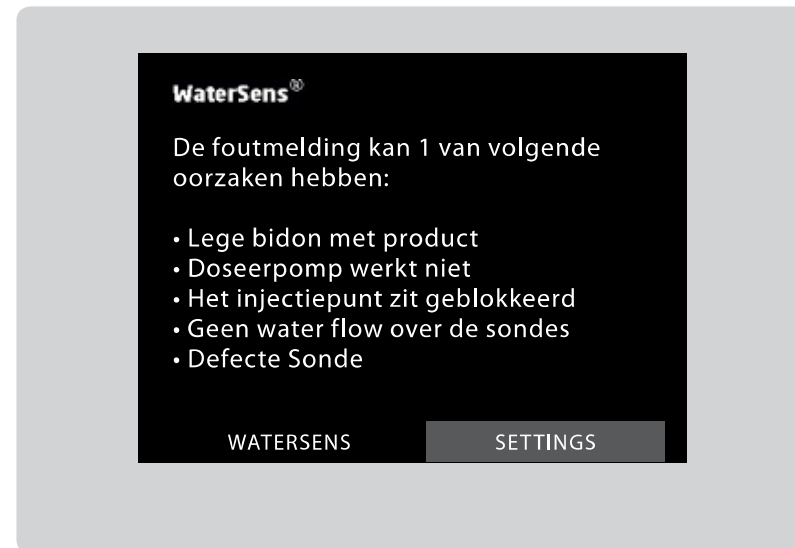 WaterSens®
De foutmelding kan 1 van volgende
oorzaken hebben:
• Lege bidon met product
• Doseerpomp werkt niet
• Het injectiepunt zit geblokkeerd
• Geen water flow over de sondes
• Defecte Sonde
WATERSENS SETTINGS